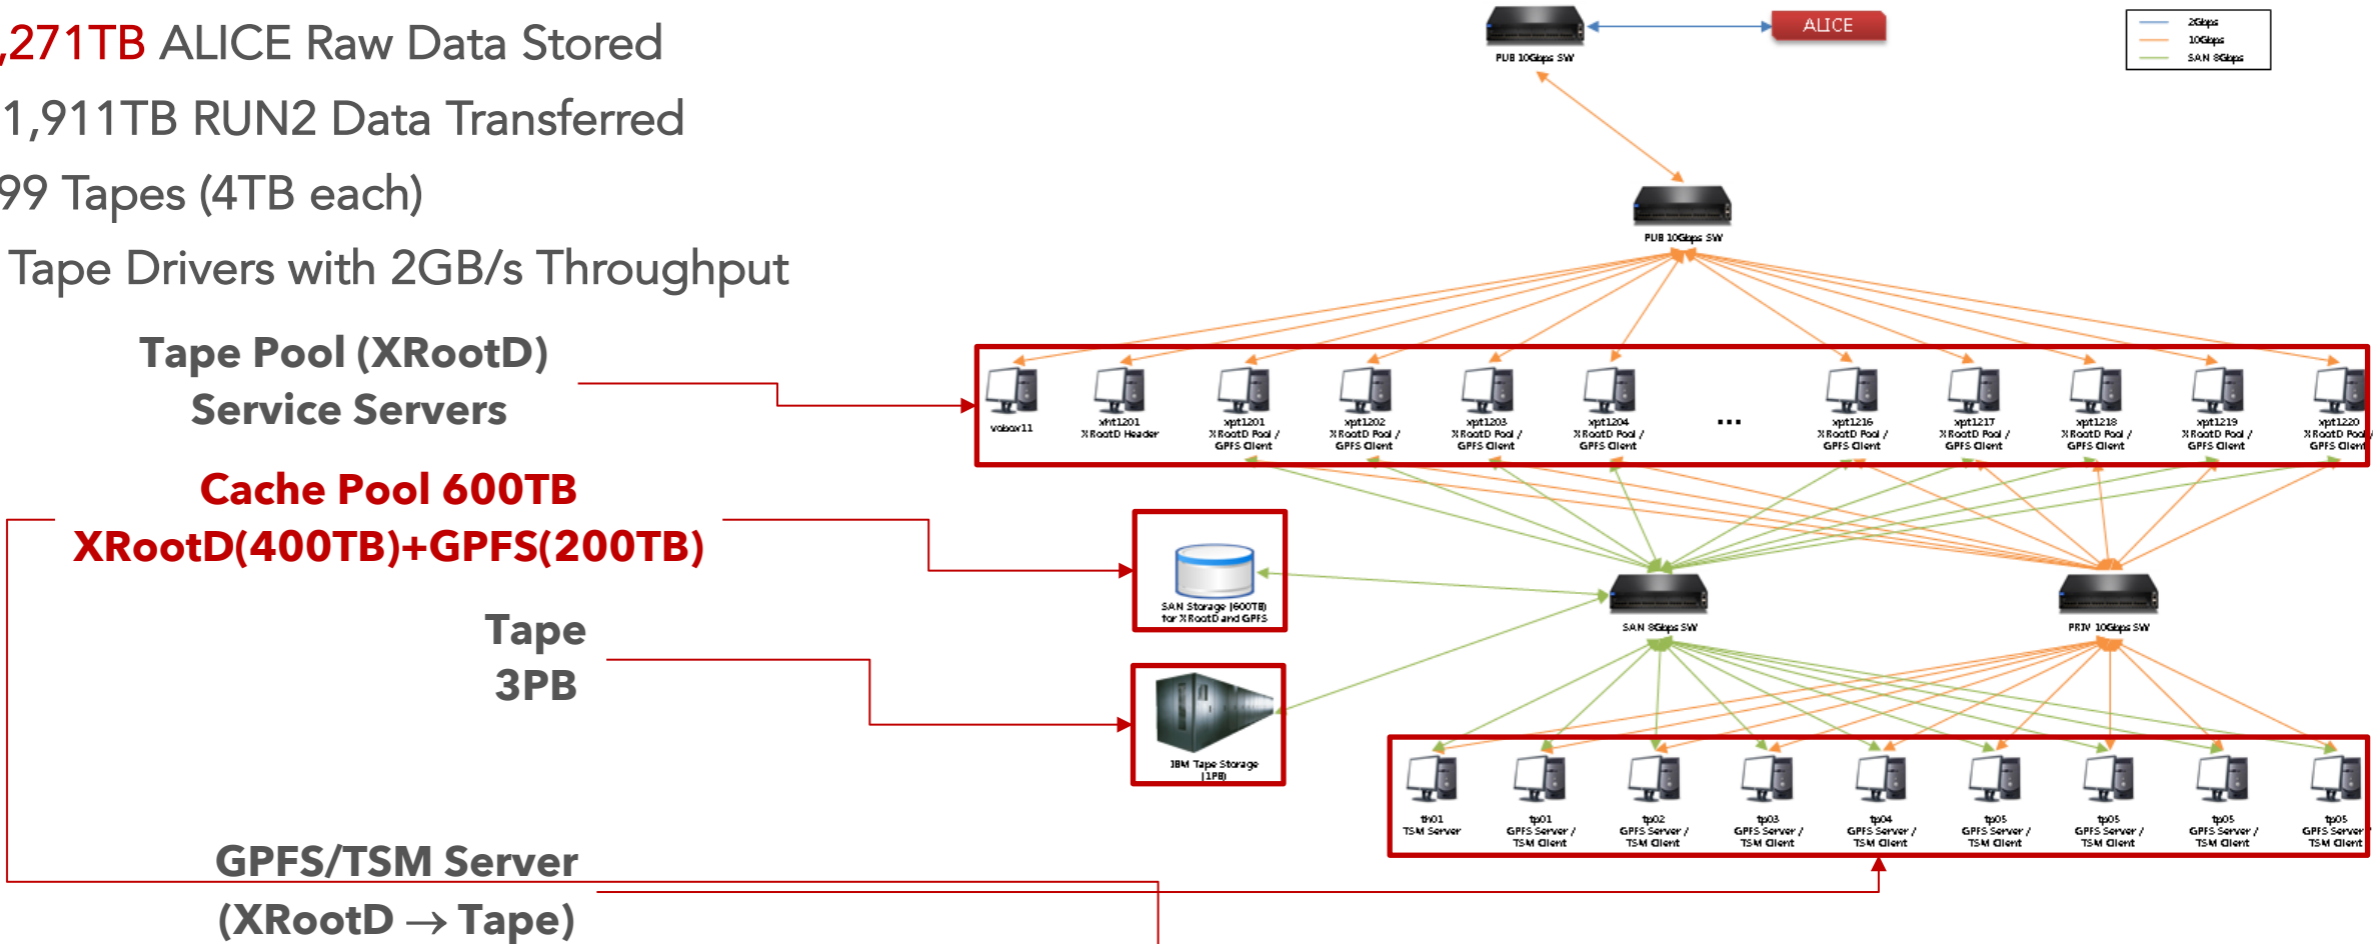 ,271TB ALICE Raw Data Stored
1,911TB RUN2 Data Transferred
99 Tapes (4TB each)
Tape Drivers with 2GB/s Throughput
Tape Pool (XRootD)
Service Servers
Cache Pool 600TB
XRootD(400TB)+GPFS(200TB)
Tape
3PB
GPFS/TSM Server
(XRootD → Tape)
PUB 10Gbps SW
ALICE
2Gbps
10Gbps
SAN 8Gbps
PUB 10Gbps SW
vobox11
xht1201
XRootD Header
xpt1201
XRootD Pool /
GPFS Client
xpt1202
XRootD Pool /
GPFS Client
xpt1203
XRootD Pool /
GPFS Client
xpt1204
XRootD Pool /
GPFS Client
...
xpt1216
XRootD Pool /
GPFS Client
xpt1217
XRootD Pool /
GPFS Client
xpt1218
XRootD Pool /
GPFS Client
xpt1219
XRootD Pool /
GPFS Client
xpt1220
XRootD Pool /
GPFS Client
SAN Storage (600TB)
for XRootD and GPFS
SAN 8Gbps SW
PRIV 10Gbps SW
IBM Tape Storage
(1PB)
th01
TSM Server
tp01
GPFS Server /
TSM Client
tp02
GPFS Server /
TSM Client
tp03
GPFS Server /
TSM Client
tp04
GPFS Server /
TSM Client
tp05
GPFS Server /
TSM Client
tp05
GPFS Server /
TSM Client
tp05
GPFS Server /
TSM Client
tp05
GPFS Server /
TSM Client